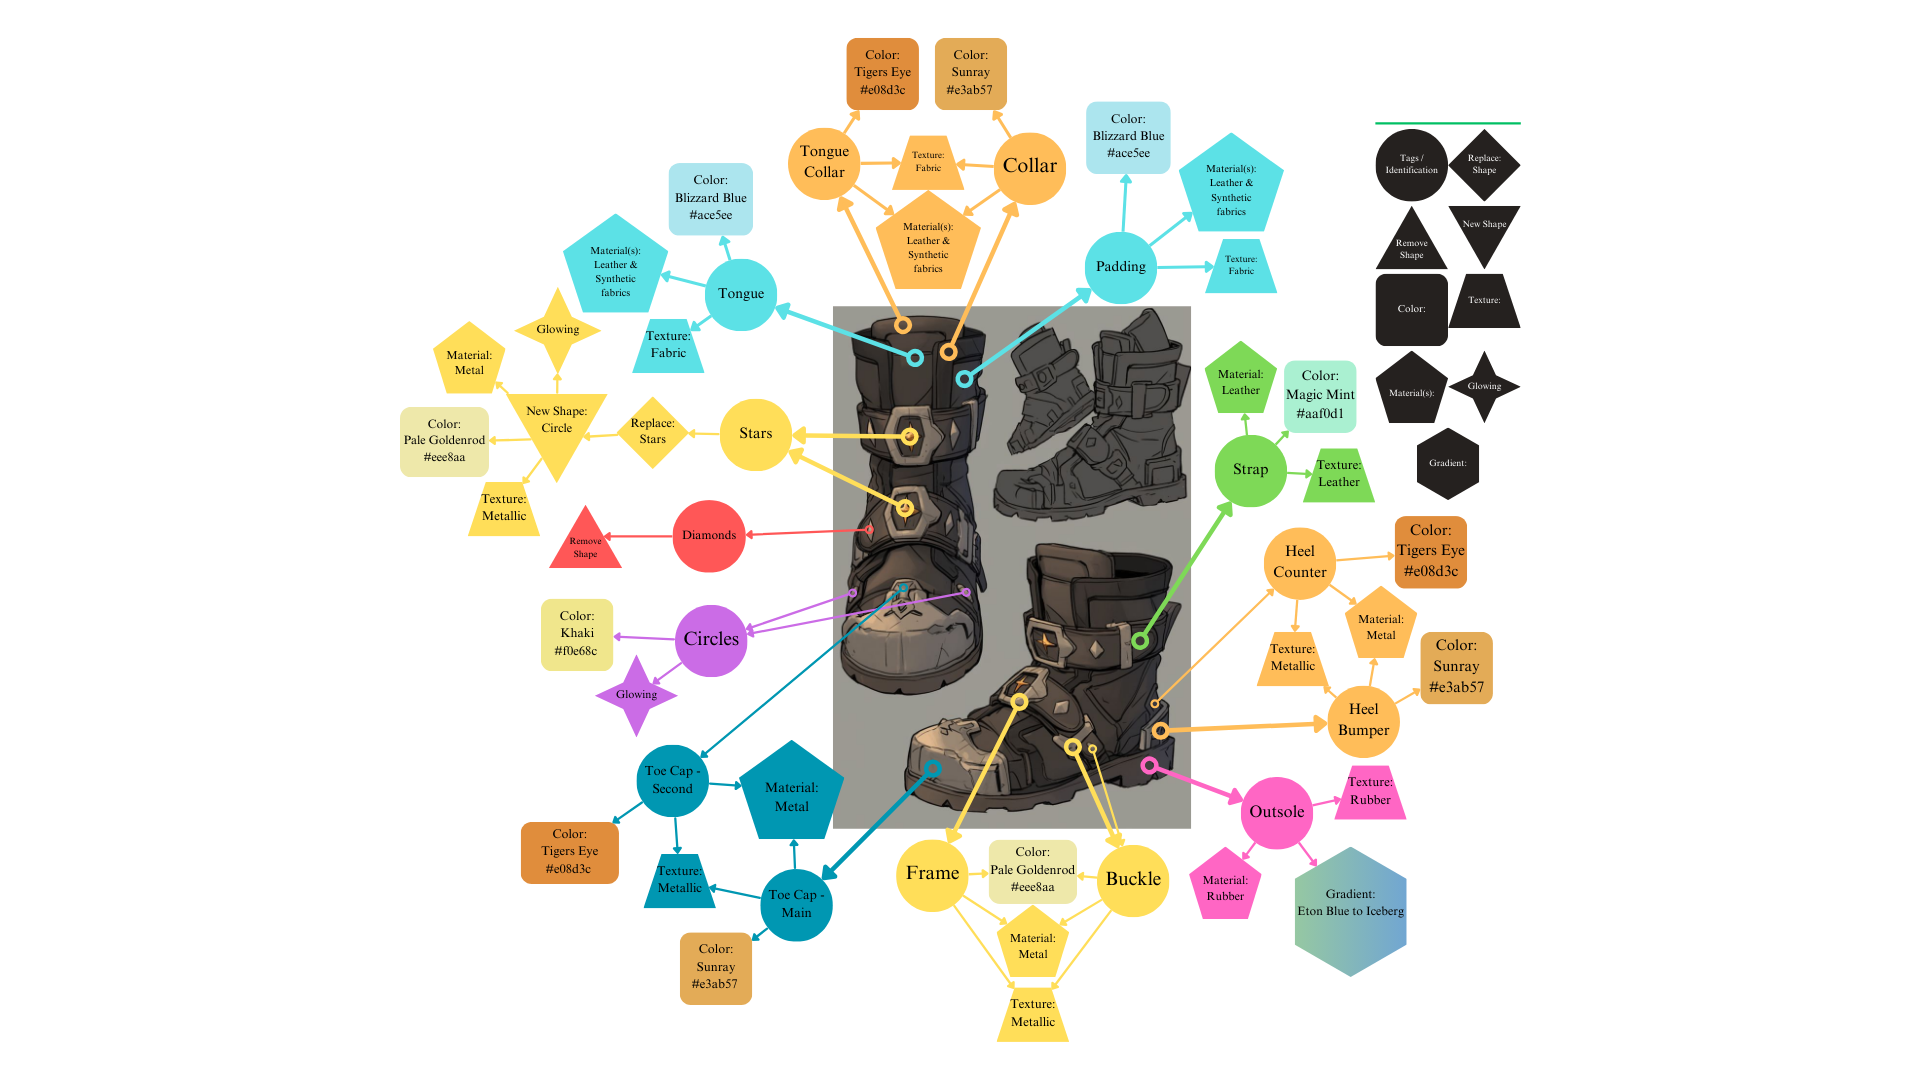 Color:
Tigers Eye
#e08d3c
Color:
Sunray
#e3ab57
Tongue
Collar
Texture:
Fabric
Collar
Material(s):
Leather &
Synthetic
fabrics
Color:
Blizzard Blue
#ace5ee
Material(s):
Leather &
Synthetic
fabrics
Padding
Texture:
Fabric
Tags /
Identification
Replace:
Shape
Remove
Shape
New Shape
Color:
Texture:
Material(s):
Glowing
Gradient:
Color:
Blizzard Blue
#ace5ee
Material(s):
Leather &
Synthetic
fabrics
Tongue
Texture:
Fabric
Glowing
Material:
Metal
New Shape:
Circle
Color:
Pale Goldenrod
#eee8aa
Texture:
Metallic
Replace:
Stars
Stars
Remove
Shape
Diamonds
Color:
Khaki
#f0e68c
Circles
Glowing
Toe Cap -
Second
Material:
Metal
Color:
Tigers Eye
#e08d3c
Texture:
Metallic
Toe Cap -
Main
Color:
Sunray
#e3ab57
Frame
Color:
Pale Goldenrod
#eee8aa
Buckle
Material:
Metal
Texture:
Metallic
Material:
Leather
Color:
Magic Mint
#aaf0d1
Strap
Texture:
Leather
Heel
Counter
Color:
Tigers Eye
#e08d3c
Material:
Metal
Texture:
Metallic
Color:
Sunray
#e3ab57
Heel
Bumper
Outsole
Texture:
Rubber
Material:
Rubber
Gradient:
Eton Blue to Iceberg